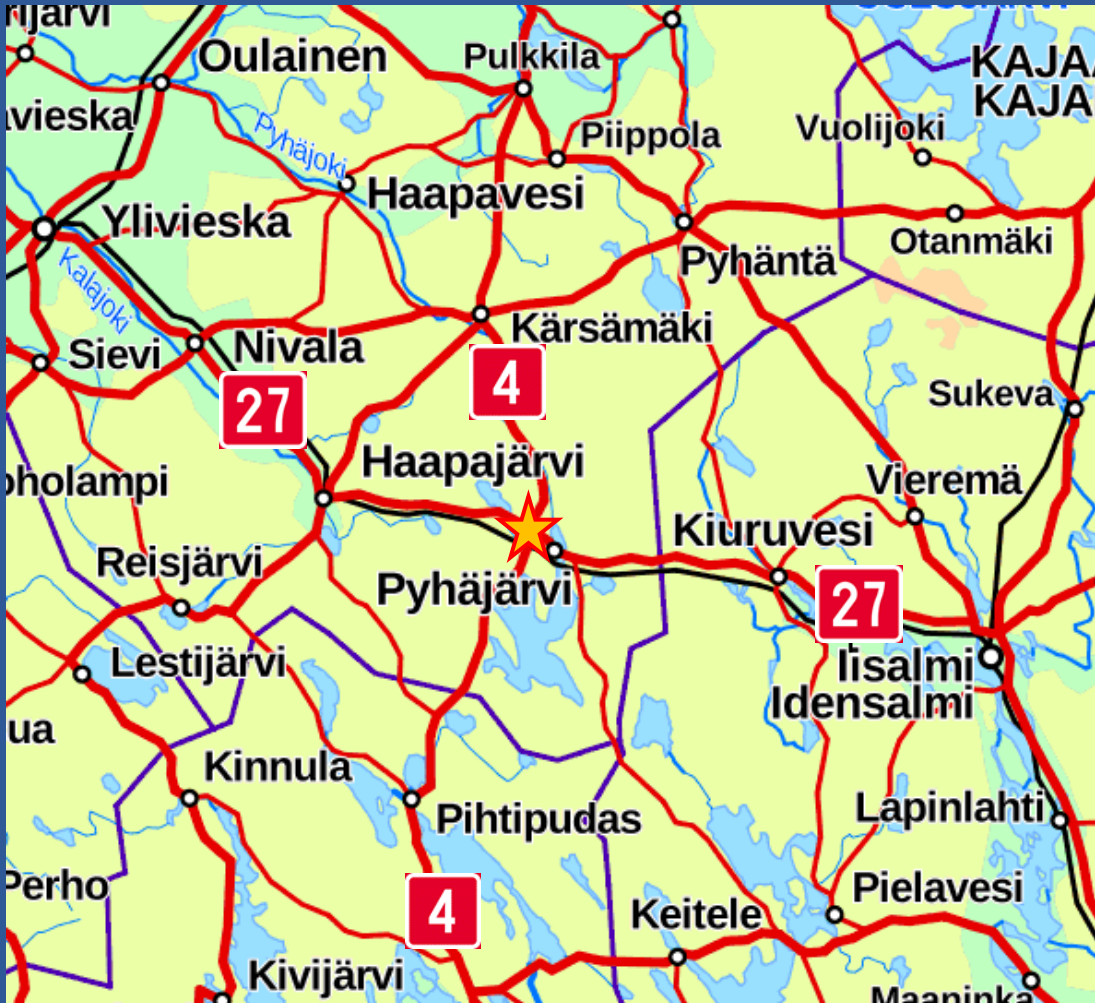 Oulainen
Pulkkila
KAJA
KAJA
Piippola
Vuolijoki
Pyhäjoki
Haapavesi
Ylivieska
Otanmäki
Pyhäntä
Kalajoki
Kärsämäki
Sievi
Nivala
4
27
Sukeva
Haapajärvi
Vieremä
Kiuruvesi
Reisjärvi
Pyhäjärvi
27
Lestijärvi
Iisalmi
Idensalmi
Kinnula
Lapinlahti
Pihtipudas
Perho
Pielavesi
4
Keitele
Kivijärvi
Maaninka